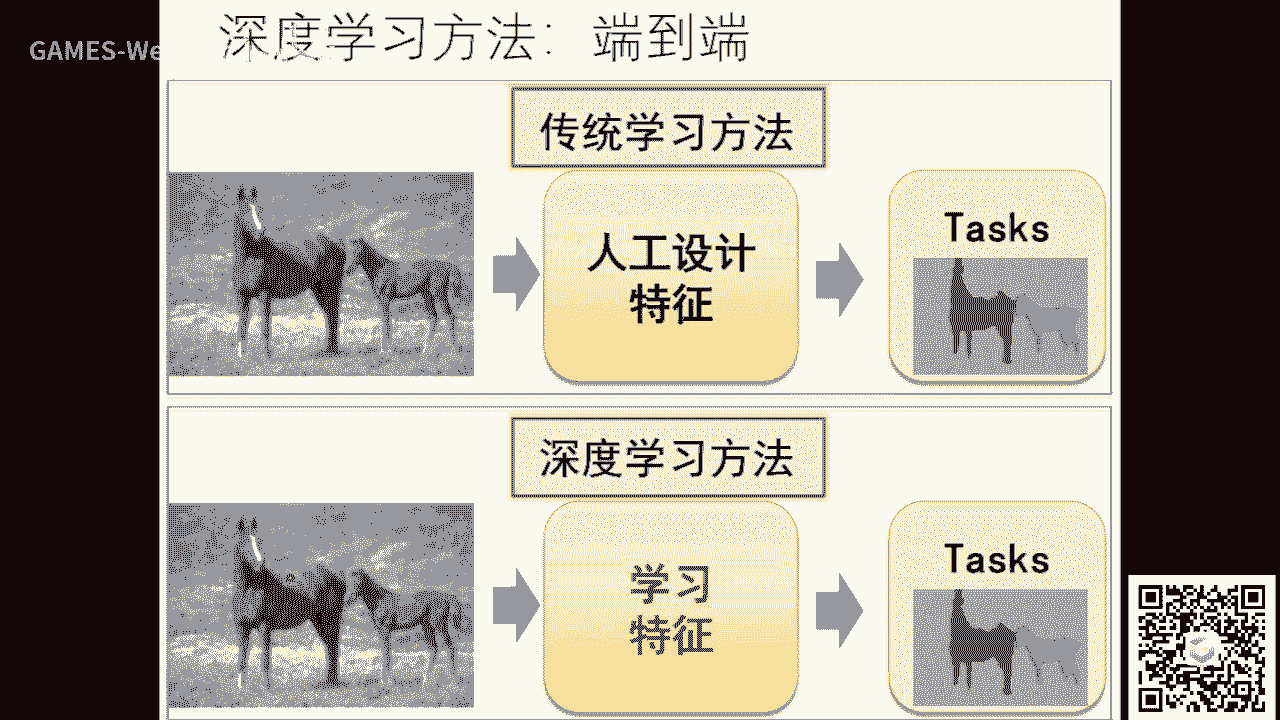 GAMES-We
深度学习方法：端到端
传统学习方法
人工设计
特征
Tasks
深度学习方法
学习
特征
Tasks